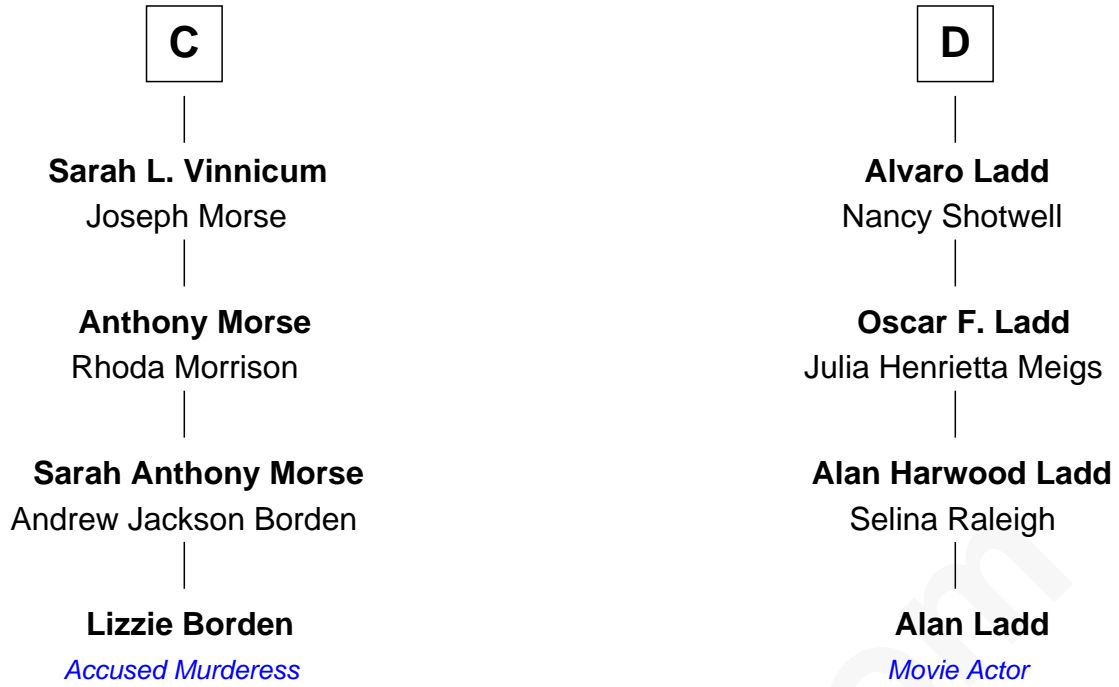 C
Sarah L. Vinnicum
Joseph Morse
Anthony Morse
Rhoda Morrison
Sarah Anthony Morse
Andrew Jackson Borden
Lizzie Borden
Accused Murderess
D
Alvaro Ladd
Nancy Shotwell
Oscar F. Ladd
Julia Henrietta Meigs
Alan Harwood Ladd
Selina Raleigh
Alan Ladd
Movie Actor